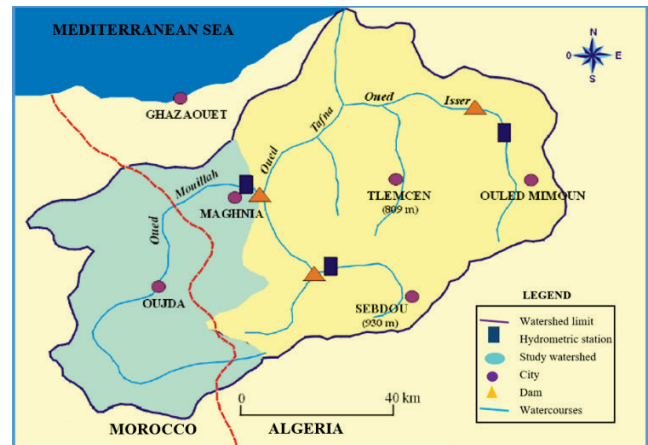 MEDITERRANEAN SEA
N
O E
S
GHAZAOUET
Oued
Isser
Tafna
Oued
Mouillah
Oued
MAGHNIA
TLEMCEN
(809 m)
OULED MIMOUN
OUJDA
SEBDOU
(930 m)
LEGEND
Watershed limit
Hydrometric station
Study watershed
City
Dam
Watercourses
0
40 km
MOROCCO
ALGERIA